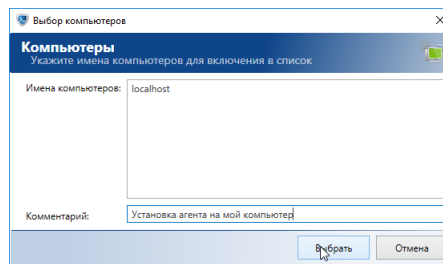 Выбор компьютеров
Компьютеры
Укажите имена компьютеров для включения в список
Имена компьютеров:
localhost
Комментарий:
Установка агента на мой компьютер
Выбрать
Отмена